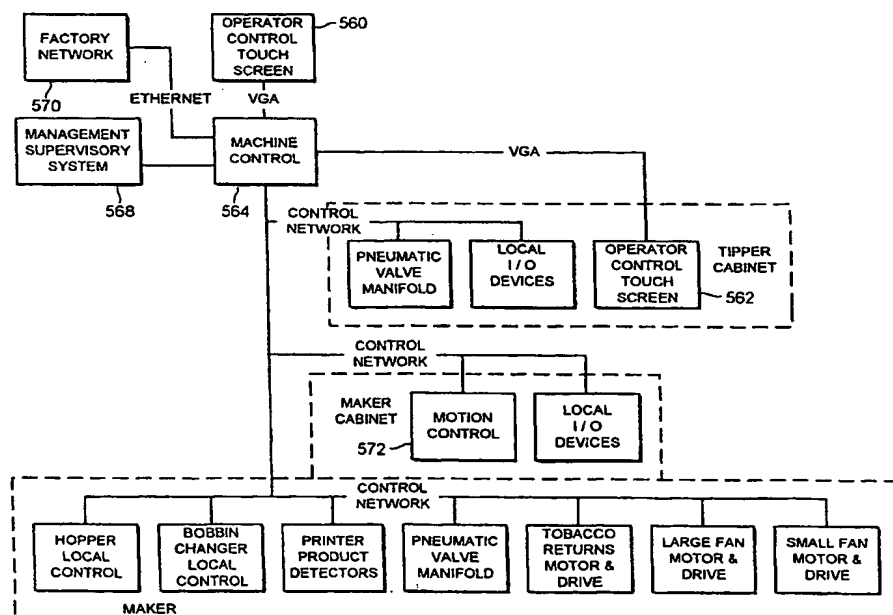 FACTORY
NETWORK
570
OPERATOR
CONTROL
TOUCH
SCREEN
560
ETHERNET
VGA
MANAGEMENT
SUPERVISORY
SYSTEM
568
MACHINE
CONTROL
564
VGA
CONTROL
NETWORK
PNEUMATIC
VALVE
MANIFOLD
LOCAL
I / O
DEVICES
OPERATOR
CONTROL
TOUCH
SCREEN
562
TIPPER
CABINET
CONTROL
NETWORK
MAKER
CABINET
MOTION
CONTROL
572
LOCAL
I / O
DEVICES
CONTROL
NETWORK
HOPPER
LOCAL
CONTROL
BOBBIN
CHANGER
LOCAL
CONTROL
PRINTER
PRODUCT
DETECTORS
PNEUMATIC
VALVE
MANIFOLD
TOBACCO
RETURNS
MOTOR &
DRIVE
LARGE FAN
MOTOR &
DRIVE
SMALL FAN
MOTOR &
DRIVE
MAKER